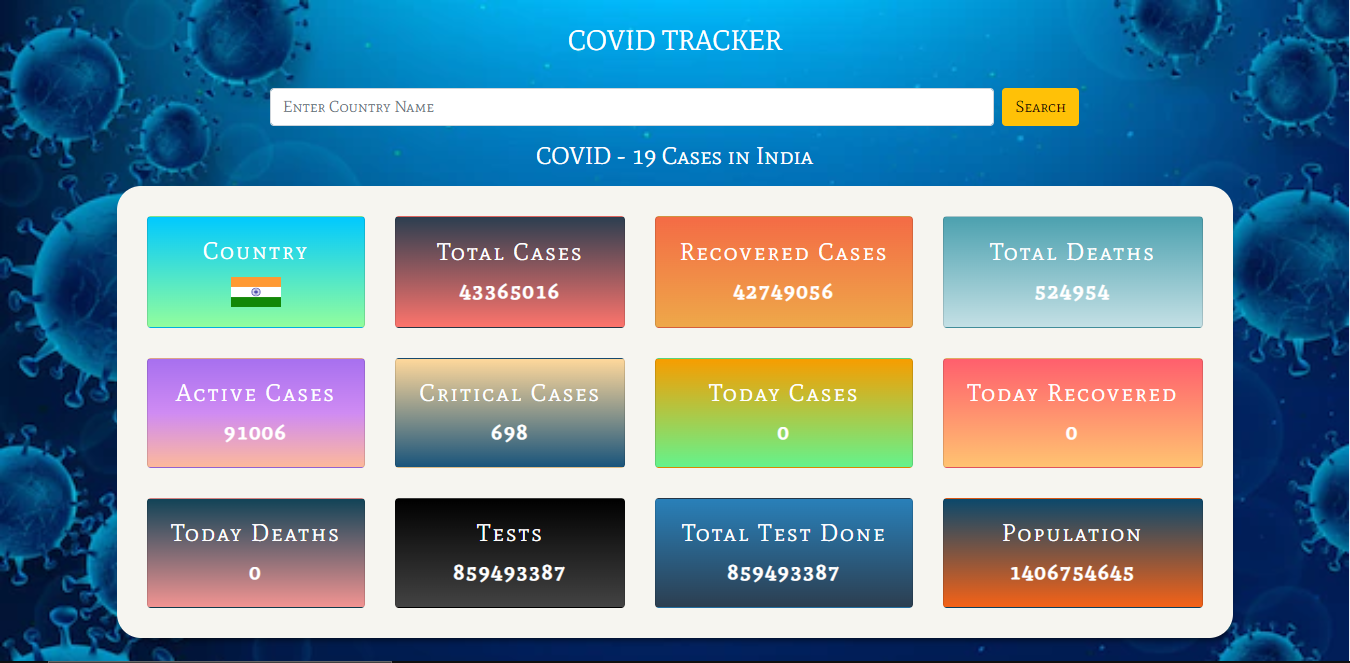 COVID TRACKER
Enter Country Name
Search
COVID - 19 Cases in India
Country
Total Cases
43365016
Recovered Cases
42749056
Total Deaths
524954
Active Cases
91006
Critical Cases
698
Today Cases
0
Today Recovered
0
Today Deaths
0
Tests
859493387
Total Test Done
859493387
Population
1406754645